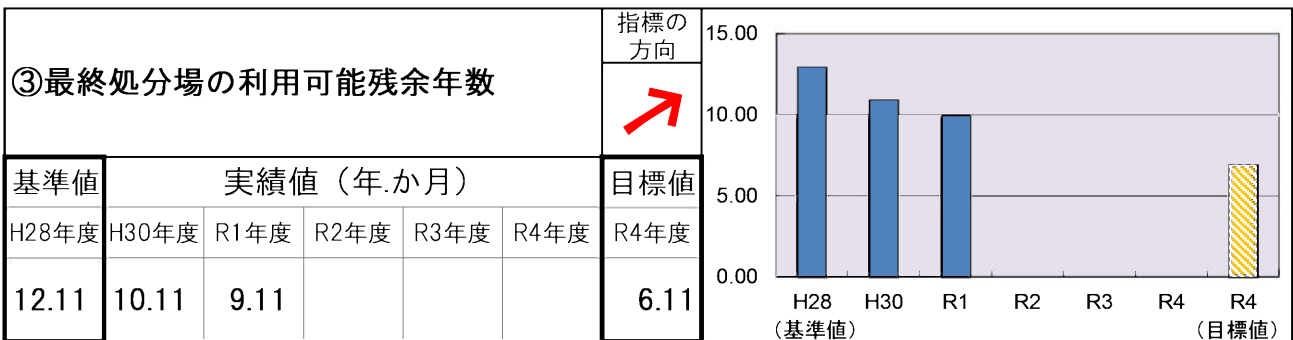 ③最終処分場の利用可能残余年数
指標の
方向
基準値 実績値（年.か月） 目標値
H28年度 H30年度 R1年度 R2年度 R3年度 R4年度 R4年度
12.11 10.11 9.11 6.11
15.00
10.00
5.00
0.00
H28 H30 R1 R2 R3 R4 R4
（基準値） （目標値）